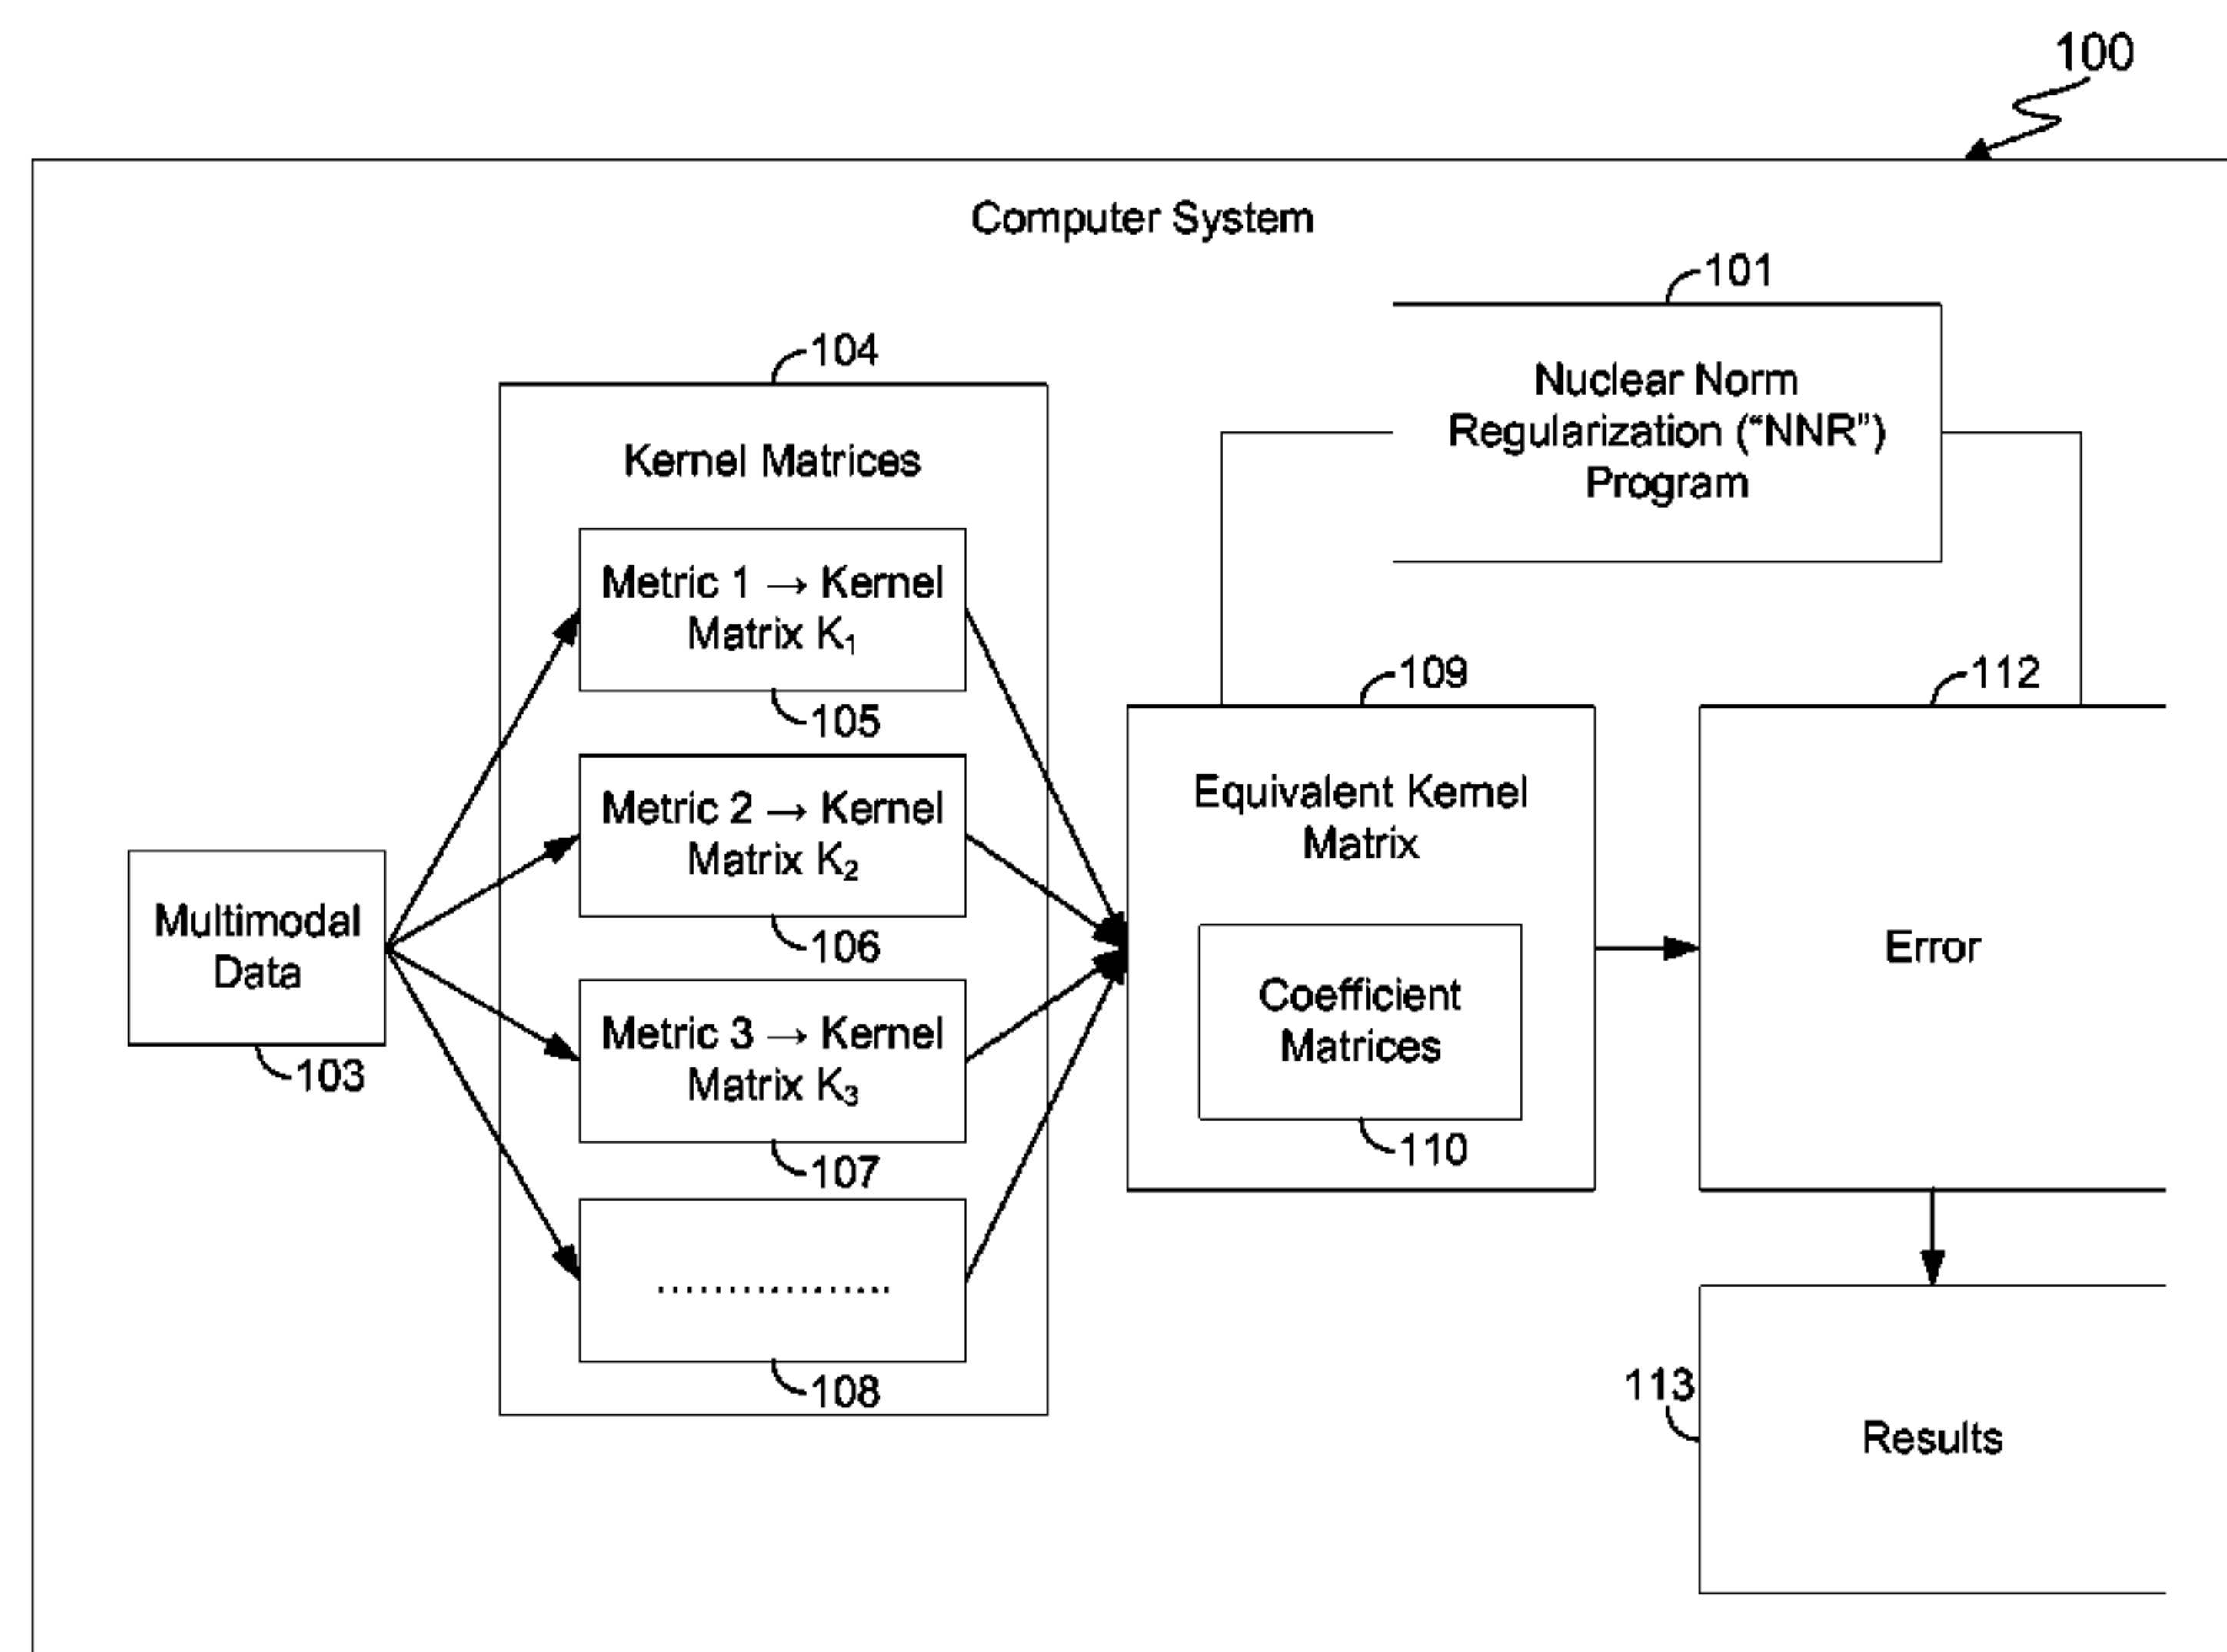 100
Computer System
101
Nuclear Norm
Regularization (“NNR”)
Program
104
Kernel Matrices
Metric 1 → Kernel
Matrix K₁
105
Metric 2 → Kernel
Matrix K₂
106
Metric 3 → Kernel
Matrix K₃
107
..................
108
Multimodal
Data
103
109
Equivalent Kernel
Matrix
Coefficient
Matrices
110
112
Error
113
Results